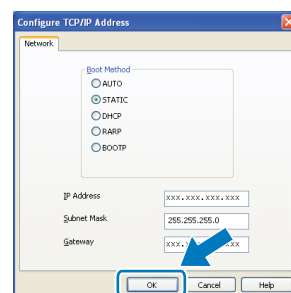 Configure TCP/IP Address
Network
Boot Method
AUTO
STATIC
DHCP
RARP
BOOTP
IP Address xxx.xxx.xxx.xxx
Subnet Mask 255.255.255.0
Gateway
OK Cancel Help